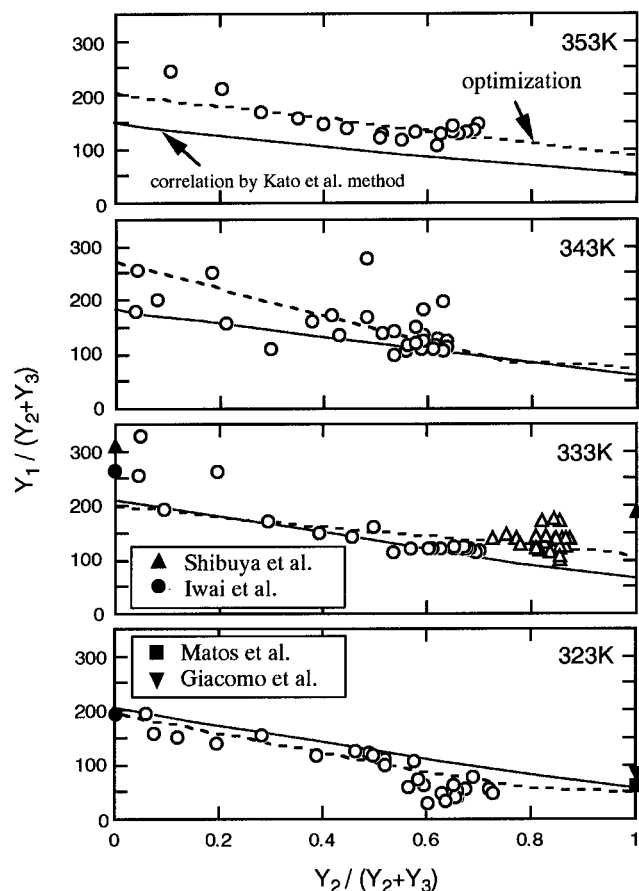 353K
300
200
100
0
optimization
correlation by Kato et al. method
343K
300
200
100
0
333K
300
200
100
0
Shibuya et al.
Iwai et al.
323K
300
200
100
0
Matos et al.
Giacomo et al.
0 0.2 0.4 0.6 0.8 1
Y1 / (Y2+Y3)
Y2 / (Y2+Y3)